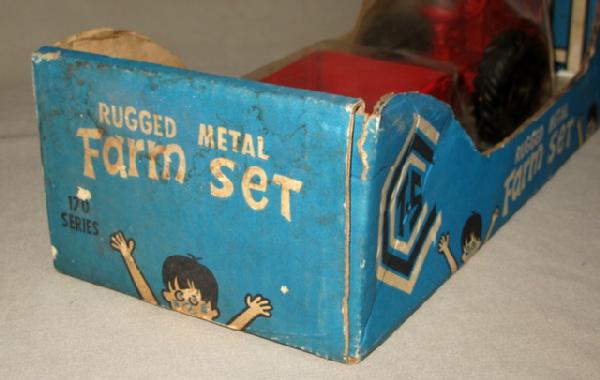 RUGGED METAL
Farm SeT
170
SERIES
RUGGED METAL
Farm SeT